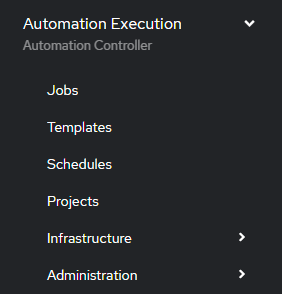 Automation Execution
Automation Controller
Jobs
Templates
Schedules
Projects
Infrastructure
Administration